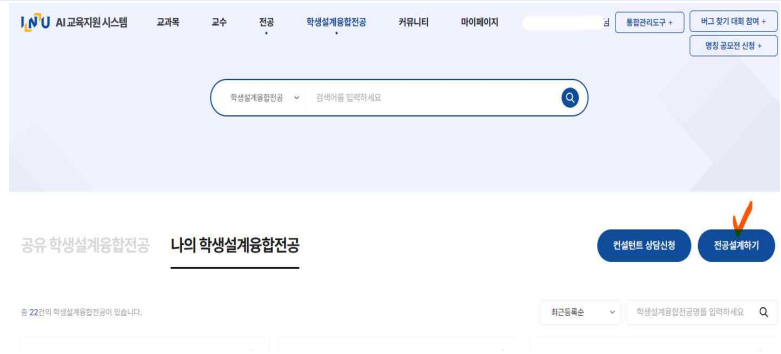 INU AI 교육지원 시스템 교과목 교수 전공 학생설계융합전공 커뮤니티 마이페이지 님 통합관리도구 + 버그 찾기 대회 참여 +
명칭 공모전 신청 +
학생설계융합전공 검색어를 입력하세요
공유 학생설계융합전공 나의 학생설계융합전공 컨설턴트 상담신청 전공설계하기
총 22건의 학생설계융합전공이 있습니다. 최근등록순 학생설계융합전공명을 입력하세요